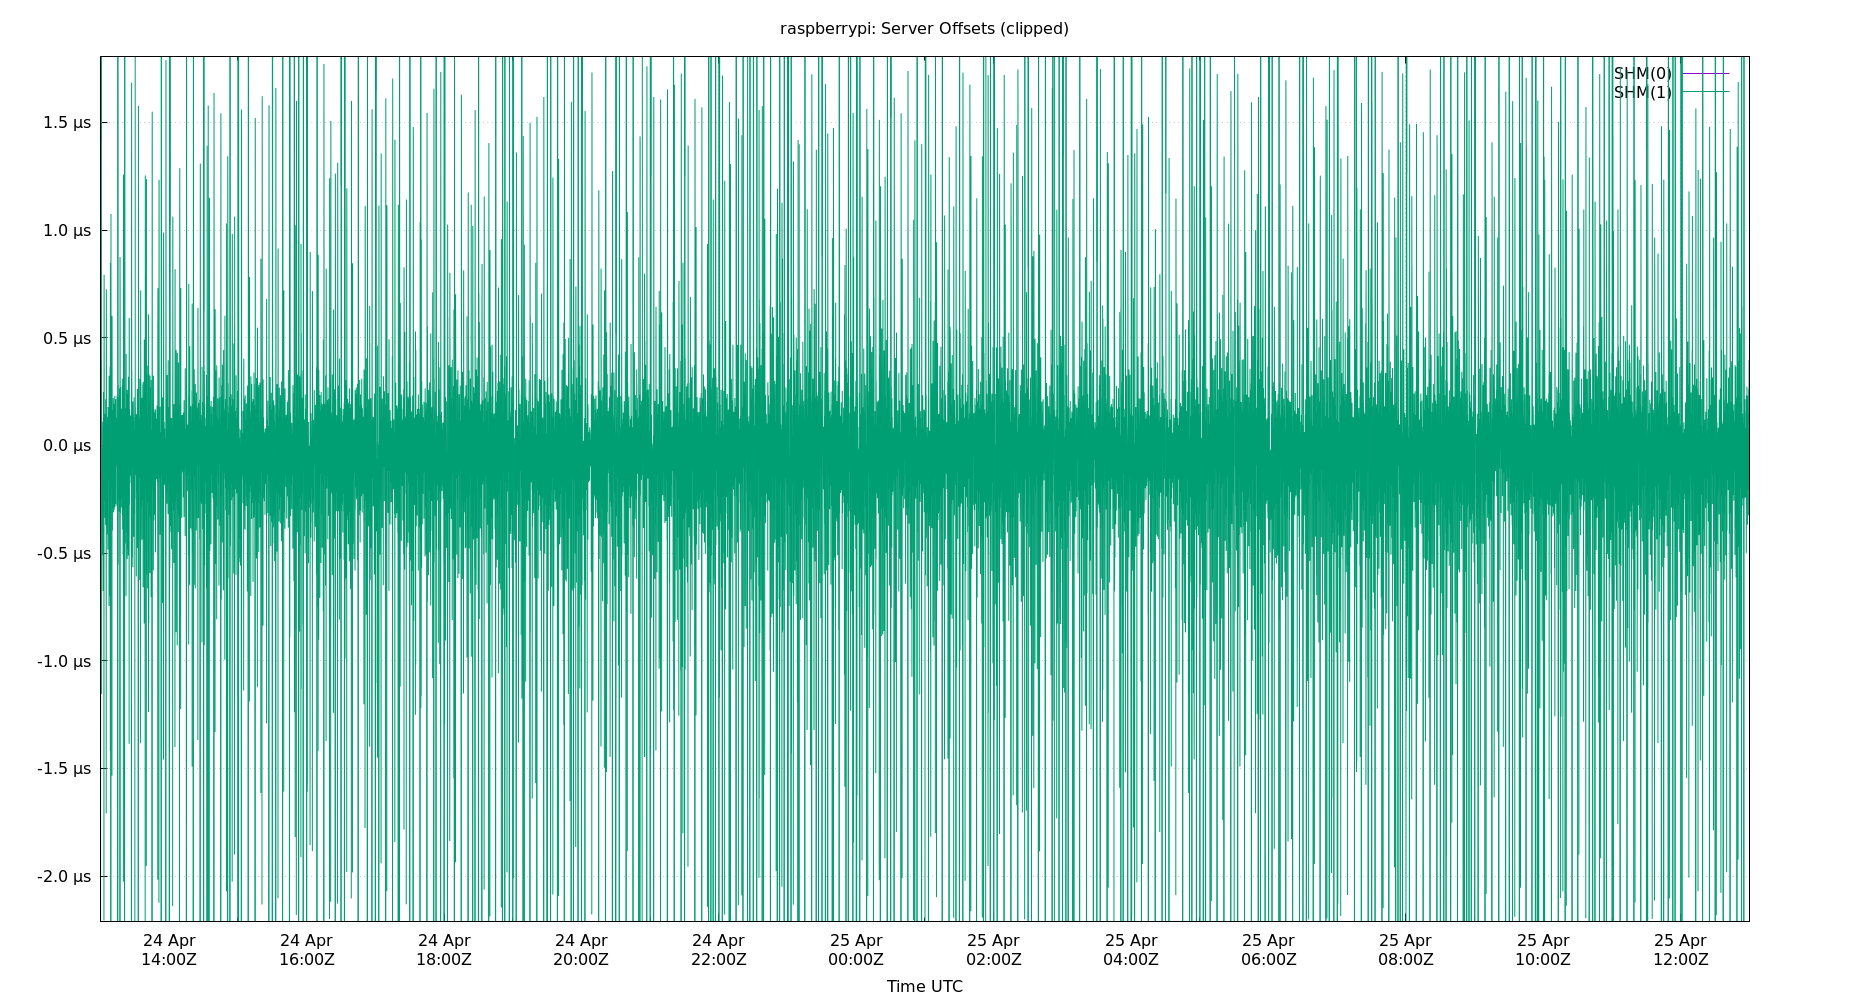 raspberrypi: Server Offsets (clipped)
SHM(0)
SHM(1)
1.5 µs
1.0 µs
0.5 µs
0.0 µs
-0.5 µs
-1.0 µs
-1.5 µs
-2.0 µs
24 Apr 24 Apr 24 Apr 24 Apr 24 Apr 25 Apr 25 Apr 25 Apr 25 Apr 25 Apr 25 Apr 25 Apr
14:00Z 16:00Z 18:00Z 20:00Z 22:00Z 00:00Z 02:00Z 04:00Z 06:00Z 08:00Z 10:00Z 12:00Z
Time UTC